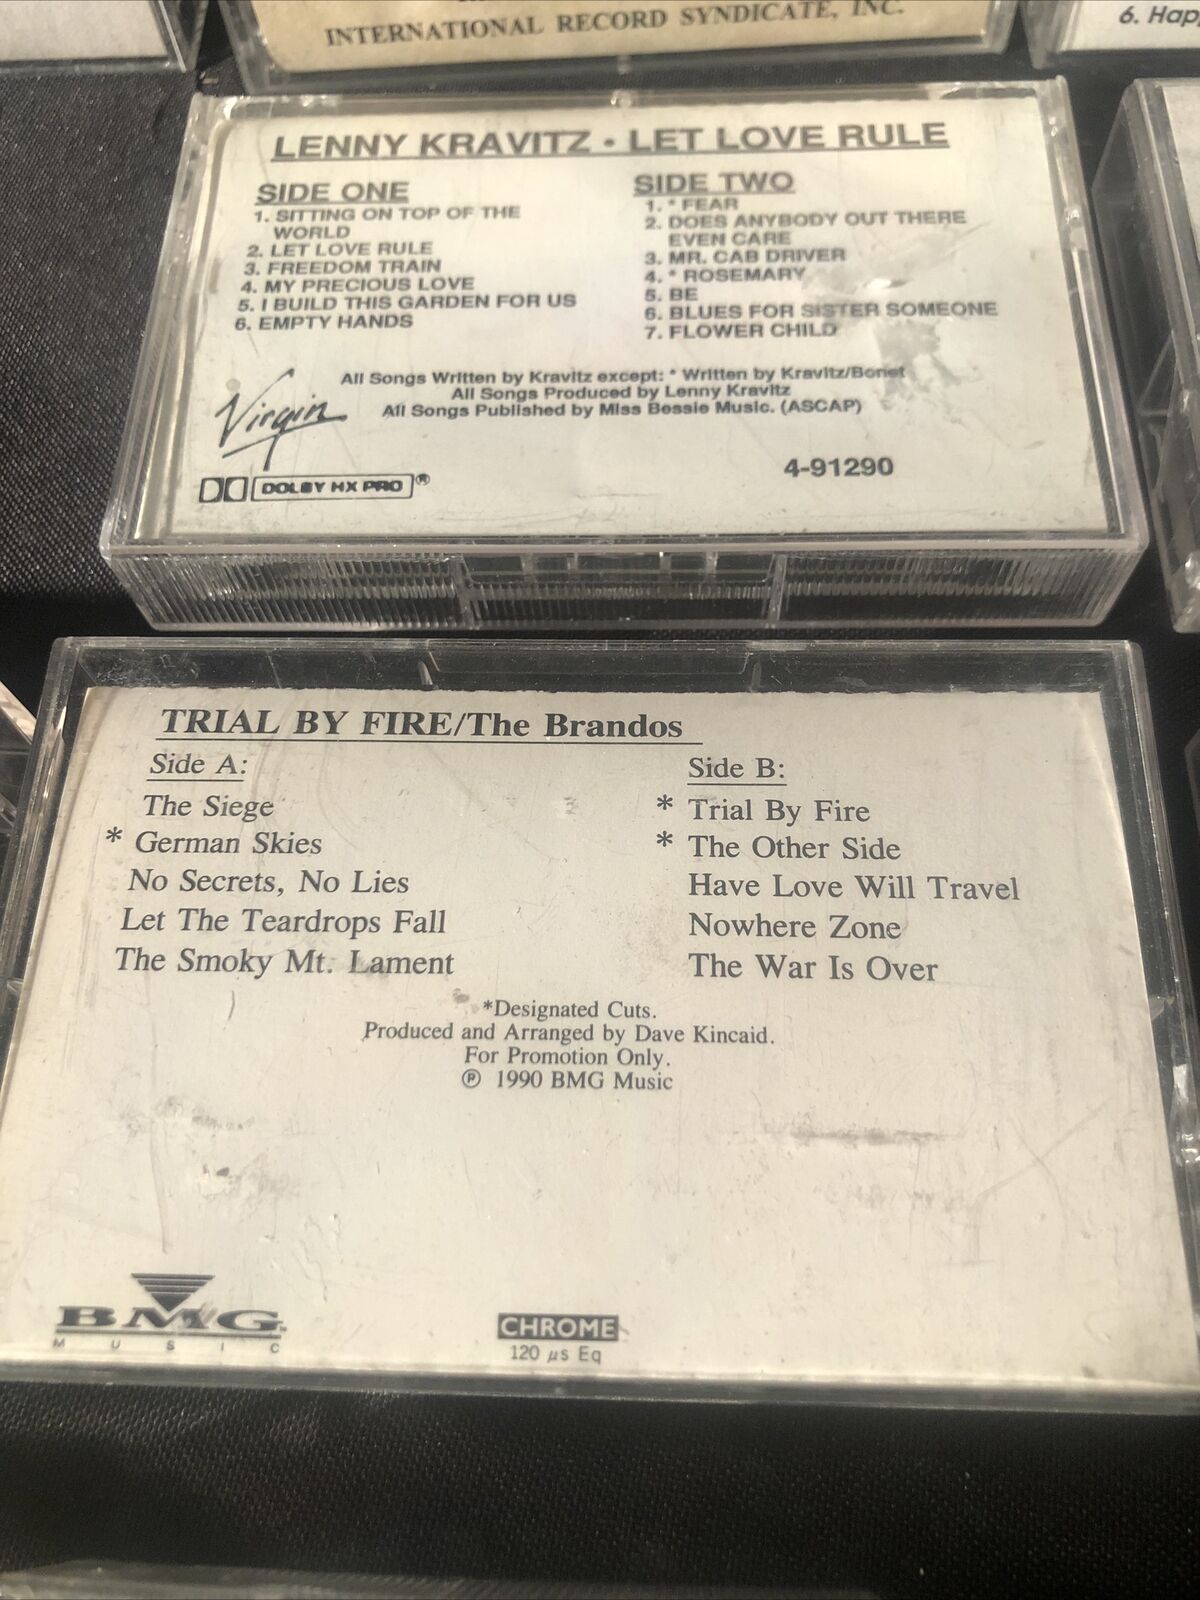 INTERNATIONAL RECORD SYNDICATE, INC.
6. Hap
LENNY KRAVITZ • LET LOVE RULE
SIDE ONE
1. SITTING ON TOP OF THE
WORLD
2. LET LOVE RULE
3. FREEDOM TRAIN
4. MY PRECIOUS LOVE
5. I BUILD THIS GARDEN FOR US
6. EMPTY HANDS
SIDE TWO
1. * FEAR
2. DOES ANYBODY OUT THERE
EVEN CARE
3. MR. CAB DRIVER
4. * ROSEMARY
5. BE
6. BLUES FOR SISTER SOMEONE
7. FLOWER CHILD
All Songs Written by Kravitz except: * Written by Kravitz/Bonet
All Songs Produced by Lenny Kravitz
All Songs Published by Miss Bessie Music. (ASCAP)
Virgin
4-91290
DOLBY HX PRO®
TRIAL BY FIRE/The Brandos
Side A:
The Siege
* German Skies
No Secrets, No Lies
Let The Teardrops Fall
The Smoky Mt. Lament
Side B:
* Trial By Fire
* The Other Side
Have Love Will Travel
Nowhere Zone
The War Is Over
*Designated Cuts.
Produced and Arranged by Dave Kincaid.
For Promotion Only.
℗ 1990 BMG Music
BMG
MUSIC
CHROME
120 µs Eq